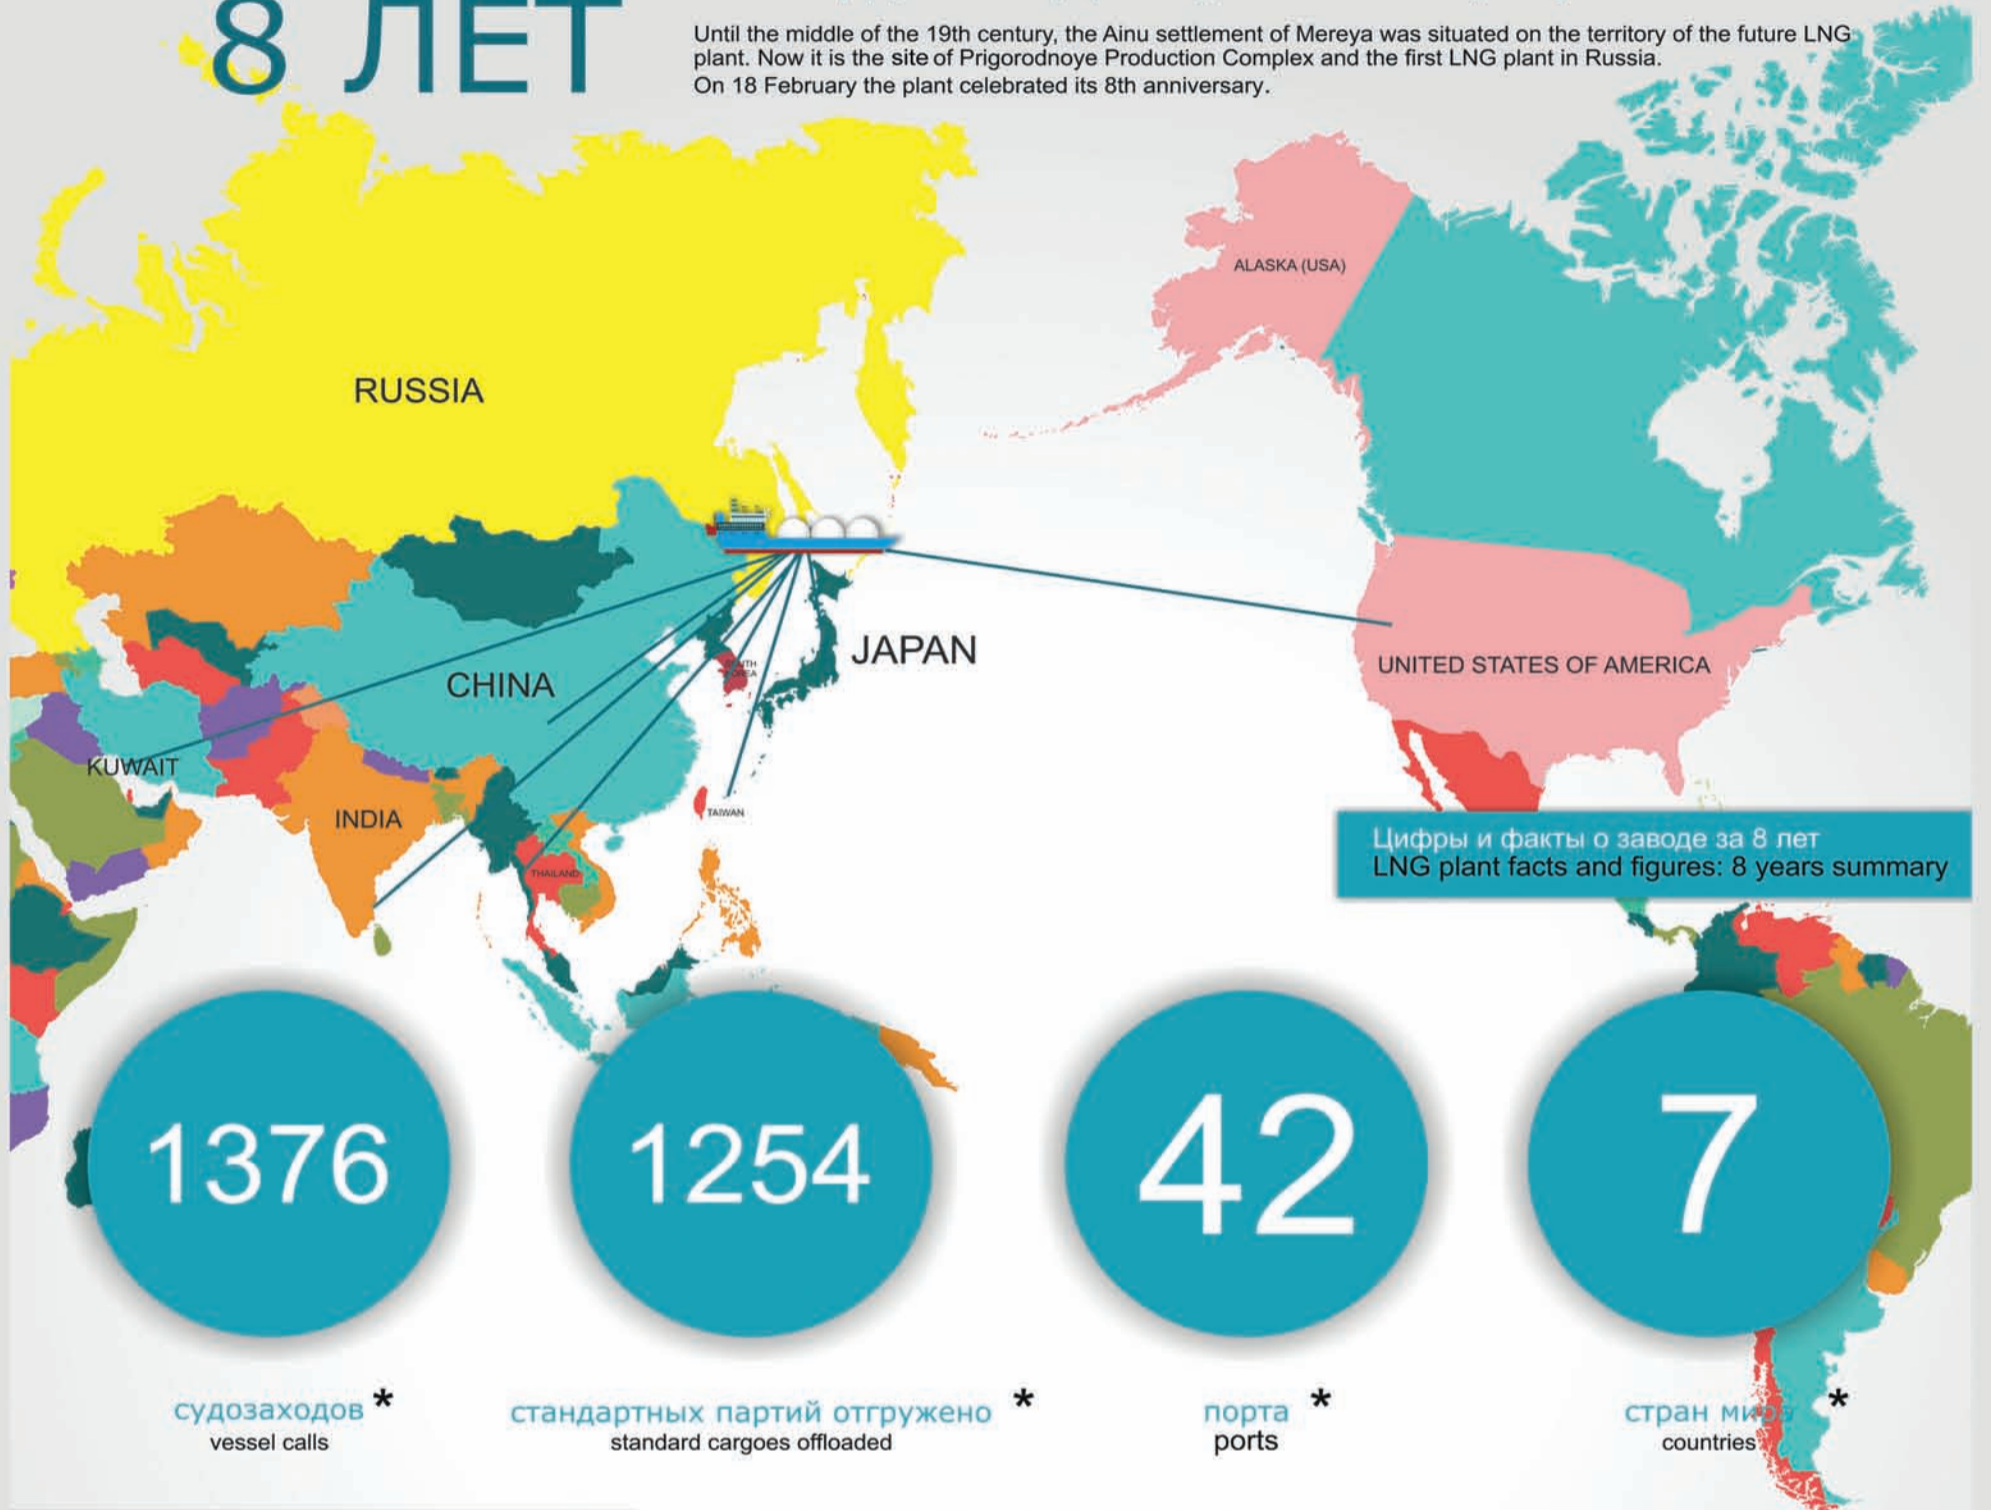 8 ЛЕТ
Until the middle of the 19th century, the Ainu settlement of Mereya was situated on the territory of the future LNG
plant. Now it is the site of Prigorodnoye Production Complex and the first LNG plant in Russia.
On 18 February the plant celebrated its 8th anniversary.
ALASKA (USA)
RUSSIA
JAPAN
SOUTH
KOREA
UNITED STATES OF AMERICA
CHINA
KUWAIT
INDIA
TAIWAN
THAILAND
Цифры и факты о заводе за 8 лет
LNG plant facts and figures: 8 years summary
1376
1254
42
7
судозаходов *
vessel calls
стандартных партий отгружено *
standard cargoes offloaded
порта *
ports
стран мира *
countries